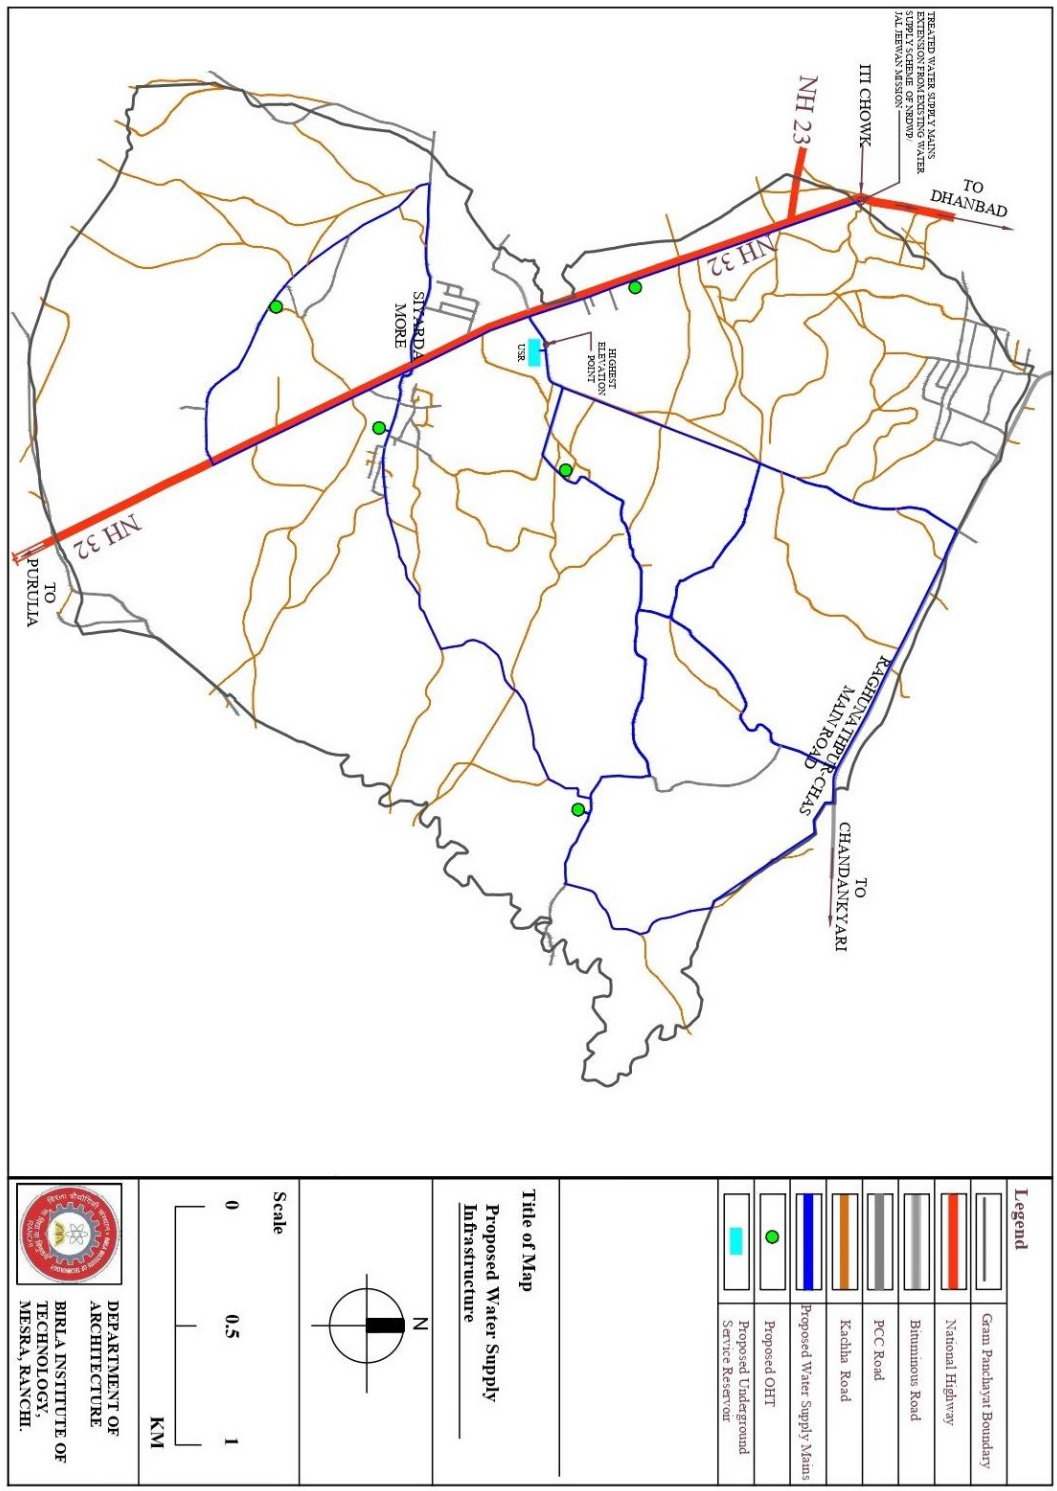 TREATED WATER SUPPLY MAINS
EXTENSION FROM EXISTING WATER
SUPPLY SCHEME OF NRDWP/
JAL JEEWAN MISSION
ITI CHOWK
NH 23
TO
DHANBAD
NH 32
SIYARDA
MORE
HIGHEST
ELEVATION
POINT
USR
NH 32
TO
PURULIA
RAGHUNATHPUR-CHAS
MAIN ROAD
TO
CHANDANKYARI
Legend
Gram Panchayat Boundary
National Highway
Bituminous Road
PCC Road
Kachha Road
Proposed Water Supply Mains
Proposed OHT
Proposed Underground
Service Reservoir
Title of Map
Proposed Water Supply
Infrastructure
N
Scale
0 0.5 1
KM
DEPARTMENT OF
ARCHITECTURE
BIRLA INSTITUTE OF
TECHNOLOGY,
MESRA, RANCHI.